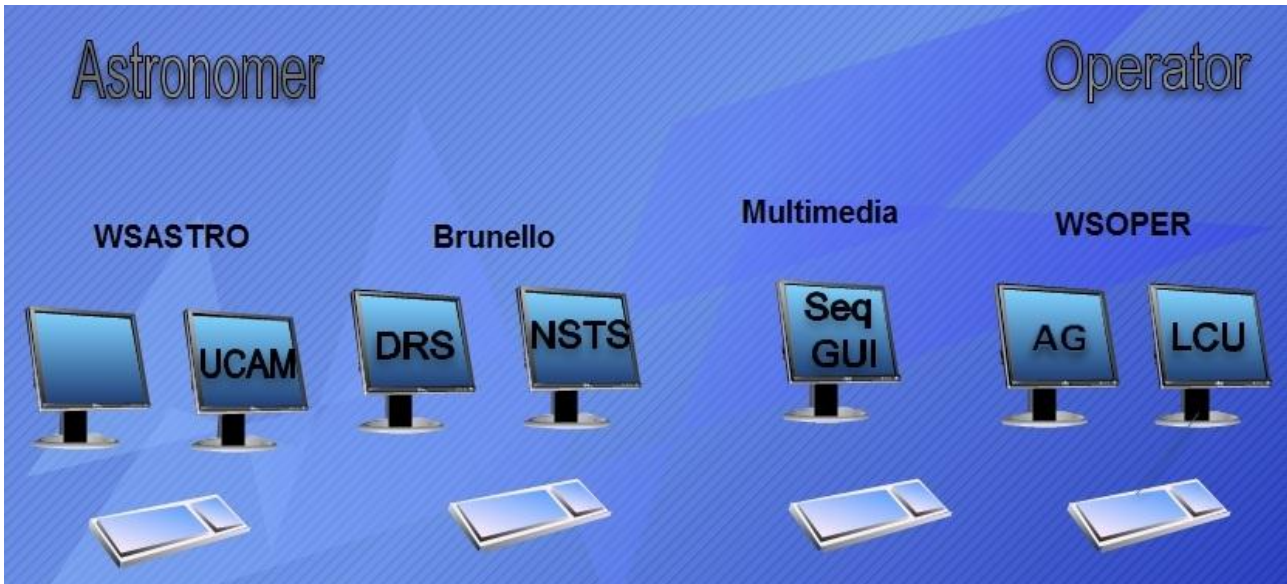 Astronomer
Operator
WSASTRO
Brunello
Multimedia
WSOPER
UCAM
DRS
NSTS
Seq
GUI
AG
LCU